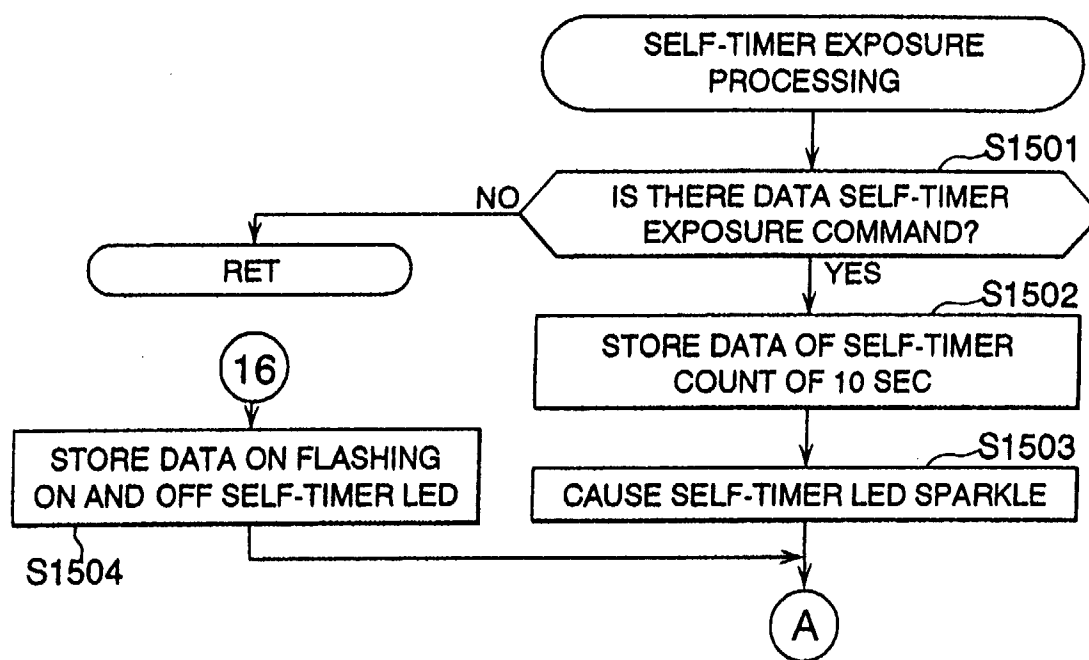 SELF-TIMER EXPOSURE
PROCESSING
S1501
IS THERE DATA SELF-TIMER
EXPOSURE COMMAND?
NO
RET
YES
S1502
STORE DATA OF SELF-TIMER
COUNT OF 10 SEC
16
STORE DATA ON FLASHING
ON AND OFF SELF-TIMER LED
S1504
S1503
CAUSE SELF-TIMER LED SPARKLE
A